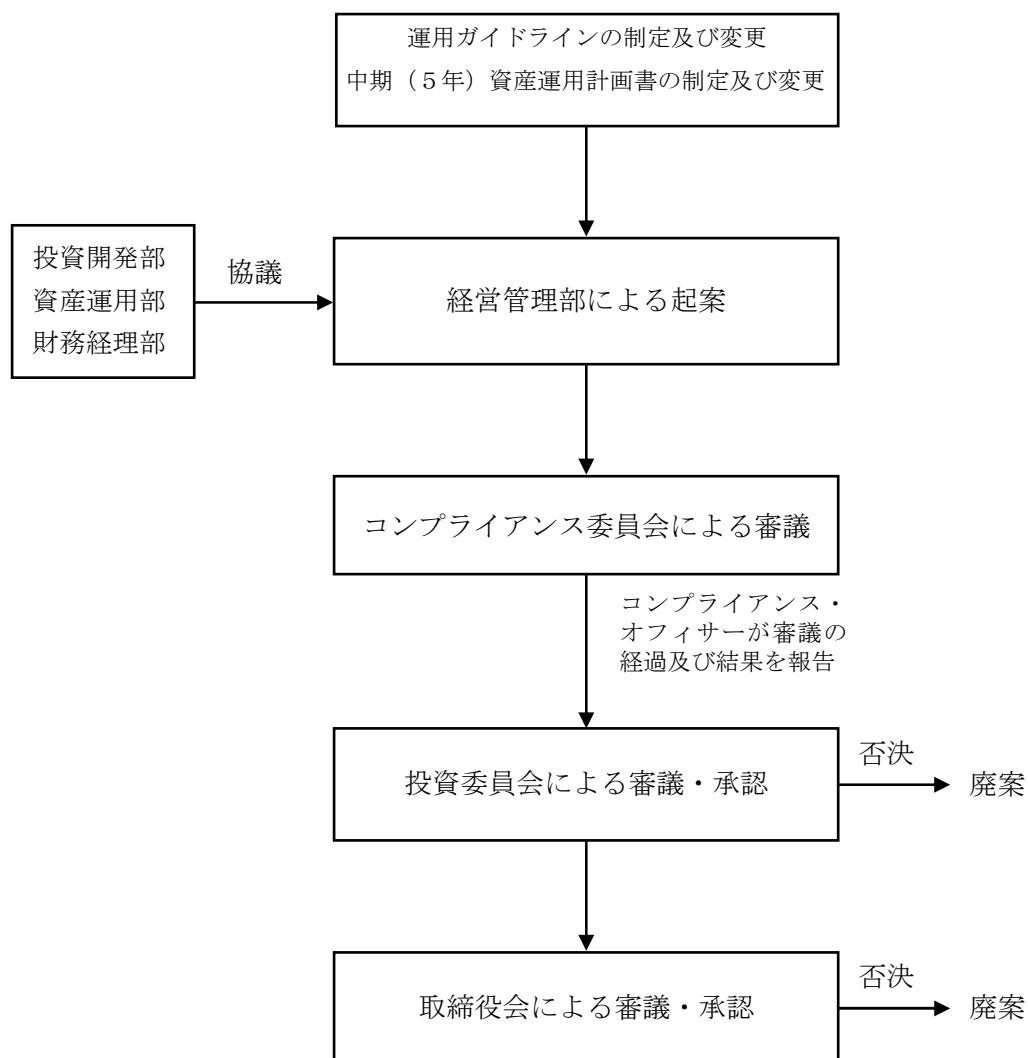 運用ガイドラインの制定及び変更
中期（５年）資産運用計画書の制定及び変更
投資開発部
資産運用部
財務経理部
協議
経営管理部による起案
コンプライアンス委員会による審議
コンプライアンス・
オフィサーが審議の
経過及び結果を報告
投資委員会による審議・承認
否決
廃案
取締役会による審議・承認
否決
廃案